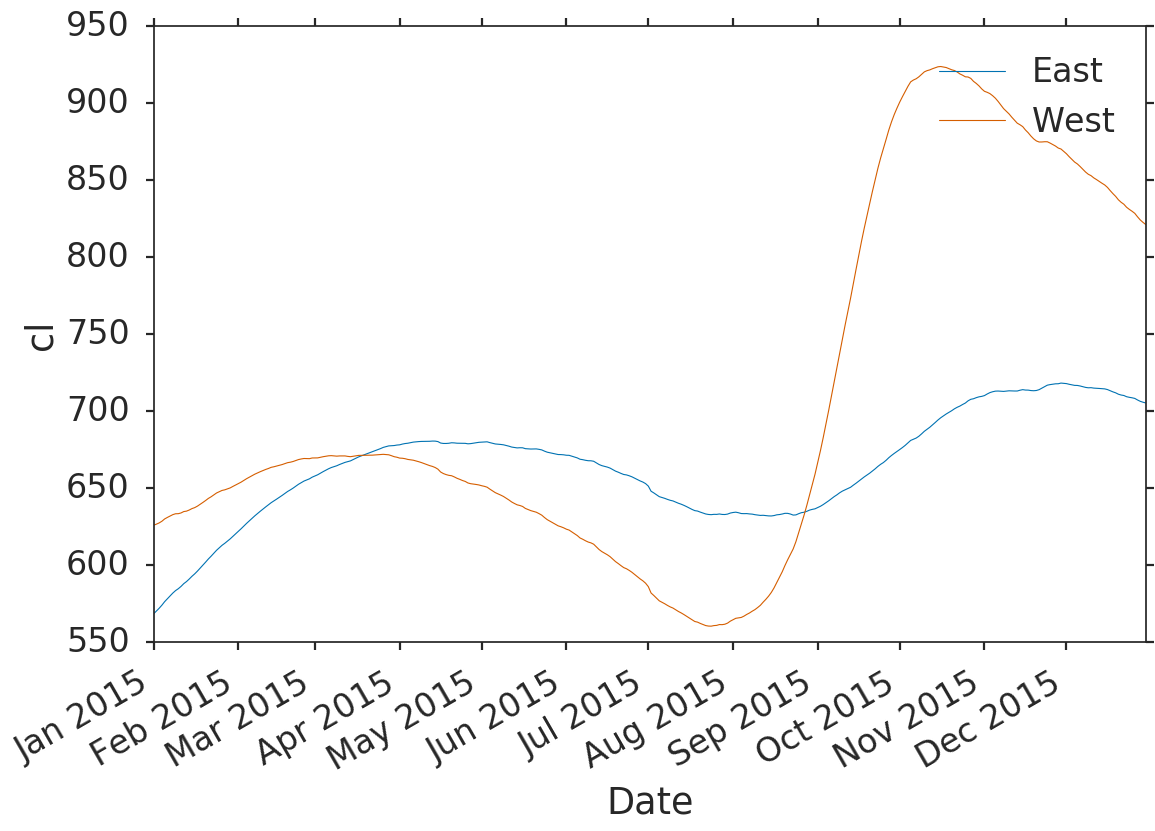 950
900
850
800
750
700
650
600
550
cl
East
West
Jan 2015
Feb 2015
Mar 2015
Apr 2015
May 2015
Jun 2015
Jul 2015
Aug 2015
Sep 2015
Oct 2015
Nov 2015
Dec 2015
Date